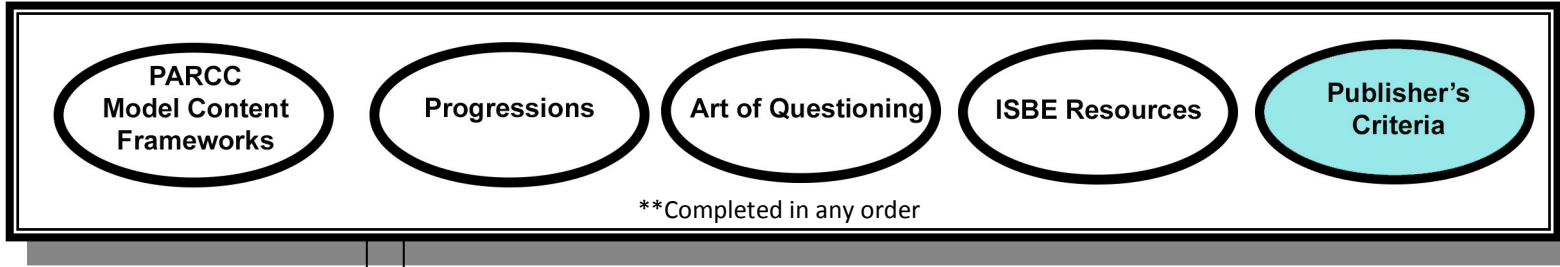 PARCC
Model Content
Frameworks
Progressions
Art of Questioning
ISBE Resources
Publisher’s
Criteria
**Completed in any order